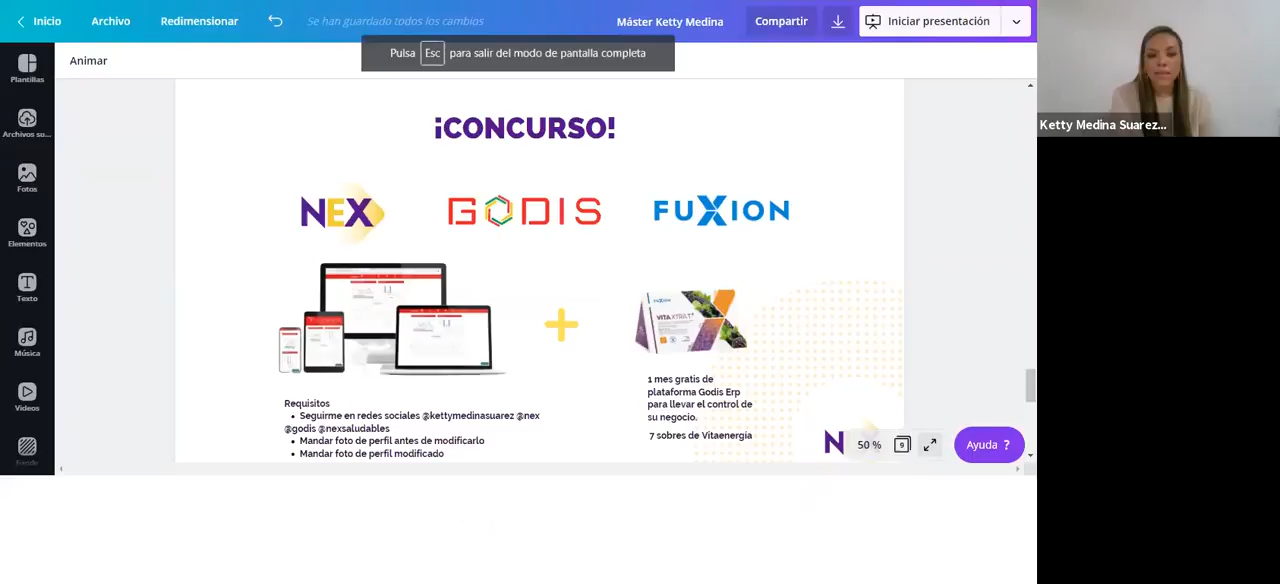 Inicio
Archivo
Redimensionar
Se han guardado todos los cambios
Máster Ketty Medina
Compartir
Iniciar presentación
Pulsa Esc para salir del modo de pantalla completa
Animar
Plantillas
Archivos so...
Fotos
Elementos
Texto
Música
Videos
¡CONCURSO!
NEX
GODIS
FUXION
FUXION
VITA XTRA T+
Requisitos
• Seguirme en redes sociales @kettymedinasuarez @nex
@godis @nexsaludables
• Mandar foto de perfil antes de modificarlo
• Mandar foto de perfil modificado
1 mes gratis de
plataforma Godis Erp
para llevar el control de
su negocio.
7 sobres de Vitaenergía
N
50 %
9
Ayuda ?
Ketty Medina Suarez...